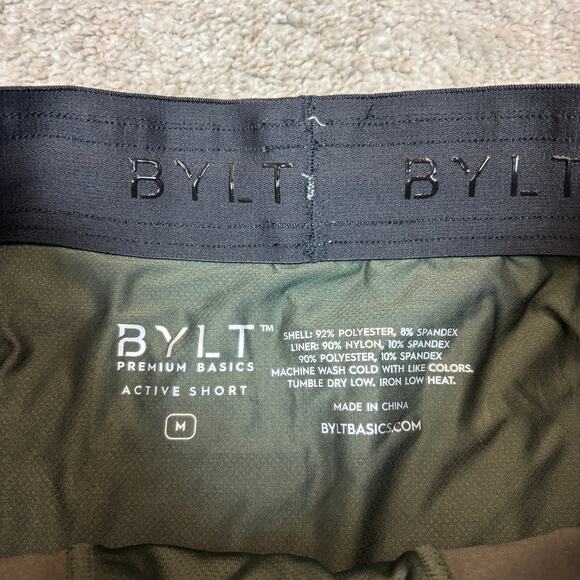 BYLT BYLT
BYLT™
PREMIUM BASICS
ACTIVE SHORT
M
SHELL: 92% POLYESTER, 8% SPANDEX
LINER: 90% NYLON, 10% SPANDEX
90% POLYESTER, 10% SPANDEX
MACHINE WASH COLD WITH LIKE COLORS.
TUMBLE DRY LOW. IRON LOW HEAT.
MADE IN CHINA
BYLTBASICS.COM